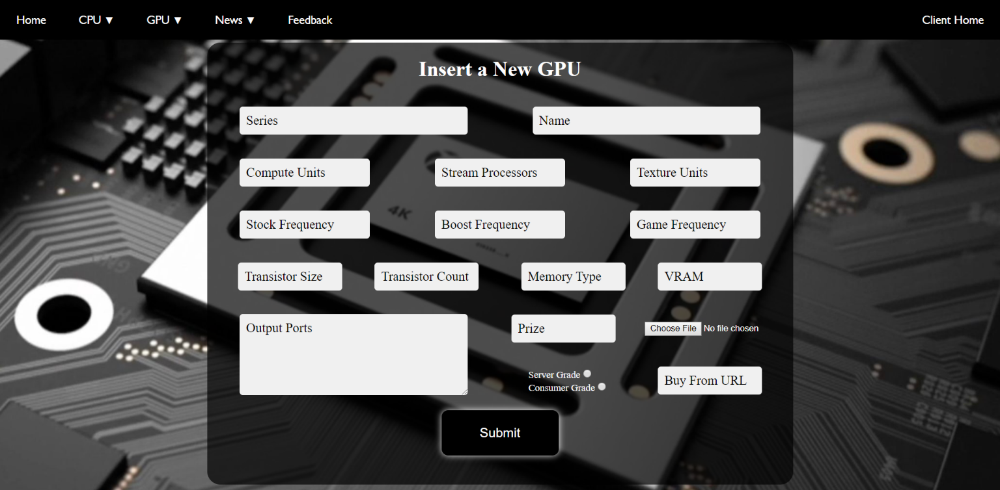 Home CPU ▼ GPU ▼ News ▼ Feedback Client Home
Insert a New GPU
Series Name
Compute Units Stream Processors Texture Units
Stock Frequency Boost Frequency Game Frequency
Transistor Size Transistor Count Memory Type VRAM
Output Ports Prize Choose File No file chosen
Server Grade
Consumer Grade Buy From URL
Submit
4K